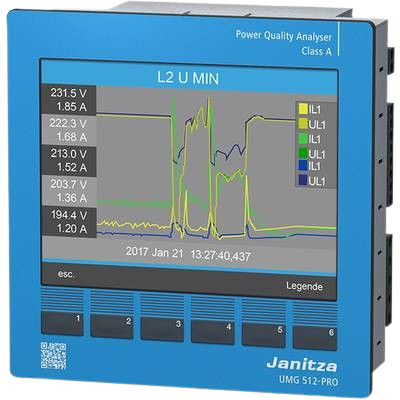 Power Quality Analyser
Class A
L2 U MIN
231.5 V
1.85 A
222.3 V
1.68 A
213.0 V
1.52 A
203.7 V
1.36 A
194.4 V
1.20 A
IL1
UL1
IL1
UL1
IL1
UL1
2017 Jan 21 13:27:40,437
esc.
Legende
1
2
3
4
5
6
Janitza
UMG 512-PRO